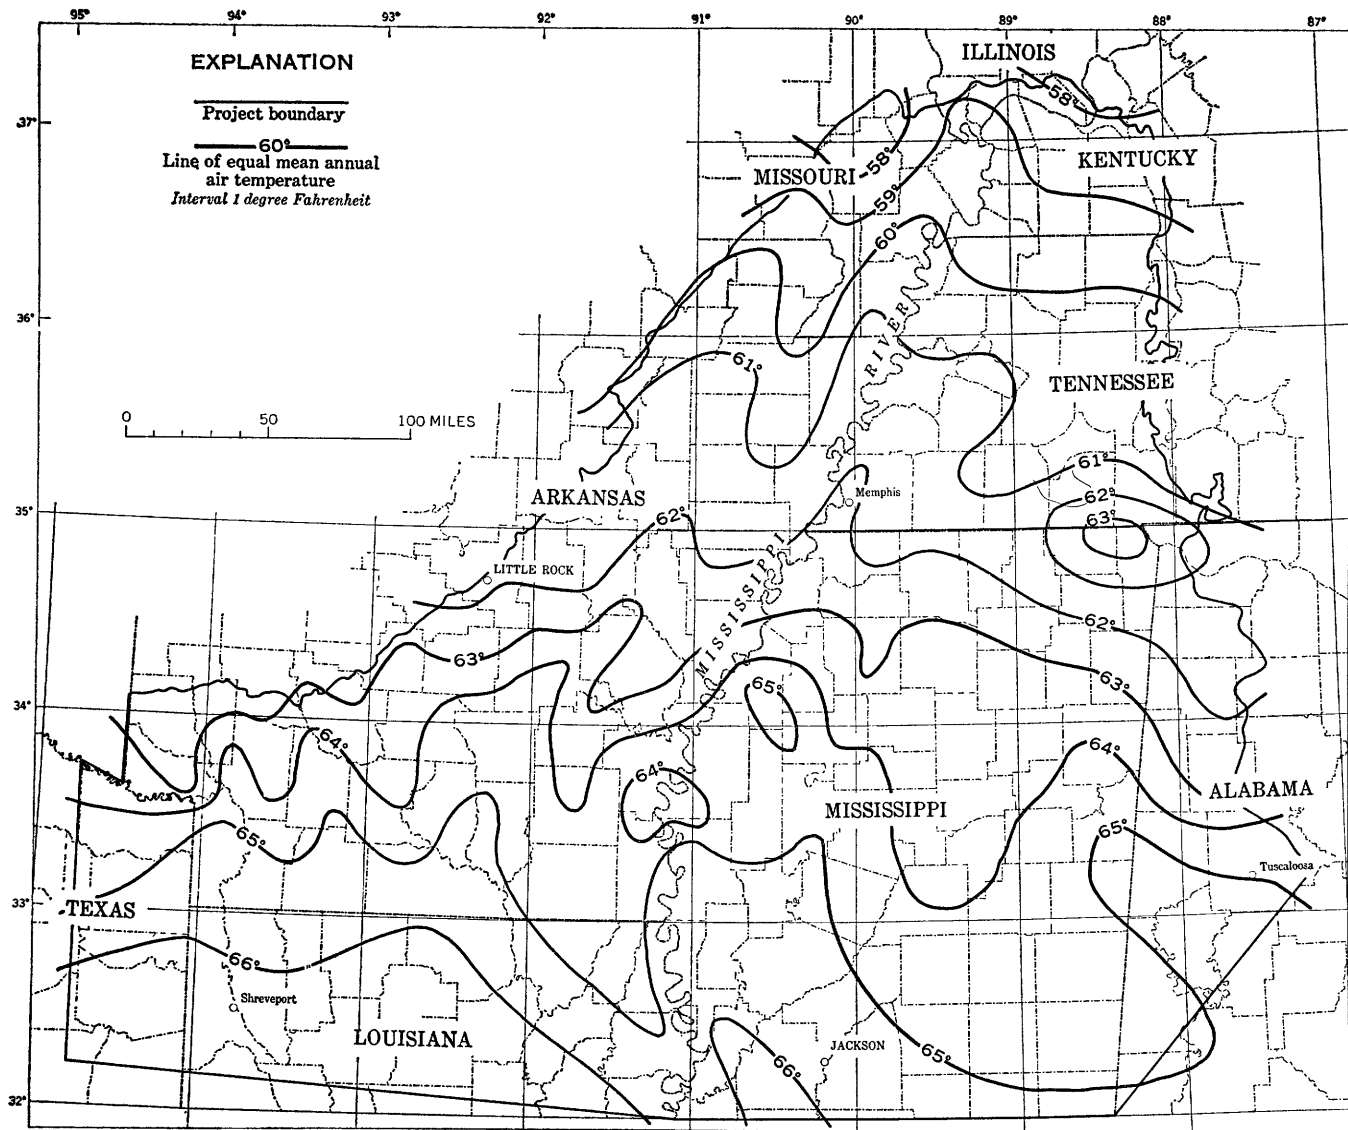 95° 94° 93° 92° 91° 90° 89° 88° 87°
EXPLANATION
Project boundary
60°
Line of equal mean annual
air temperature
Interval 1 degree Fahrenheit
ILLINOIS
58°
37°
KENTUCKY
MISSOURI
58°
59°
60°
36°
RIVER
61°
TENNESSEE
0 50 100 MILES
61°
62°
63°
Memphis
ARKANSAS
35°
62°
MISSISSIPPI
LITTLE ROCK
62°
63°
63°
65°
34°
64°
64°
64°
ALABAMA
MISSISSIPPI
65°
65°
Tuscaloosa
33°
TEXAS
66°
Shreveport
LOUISIANA
JACKSON
65°
66°
32°